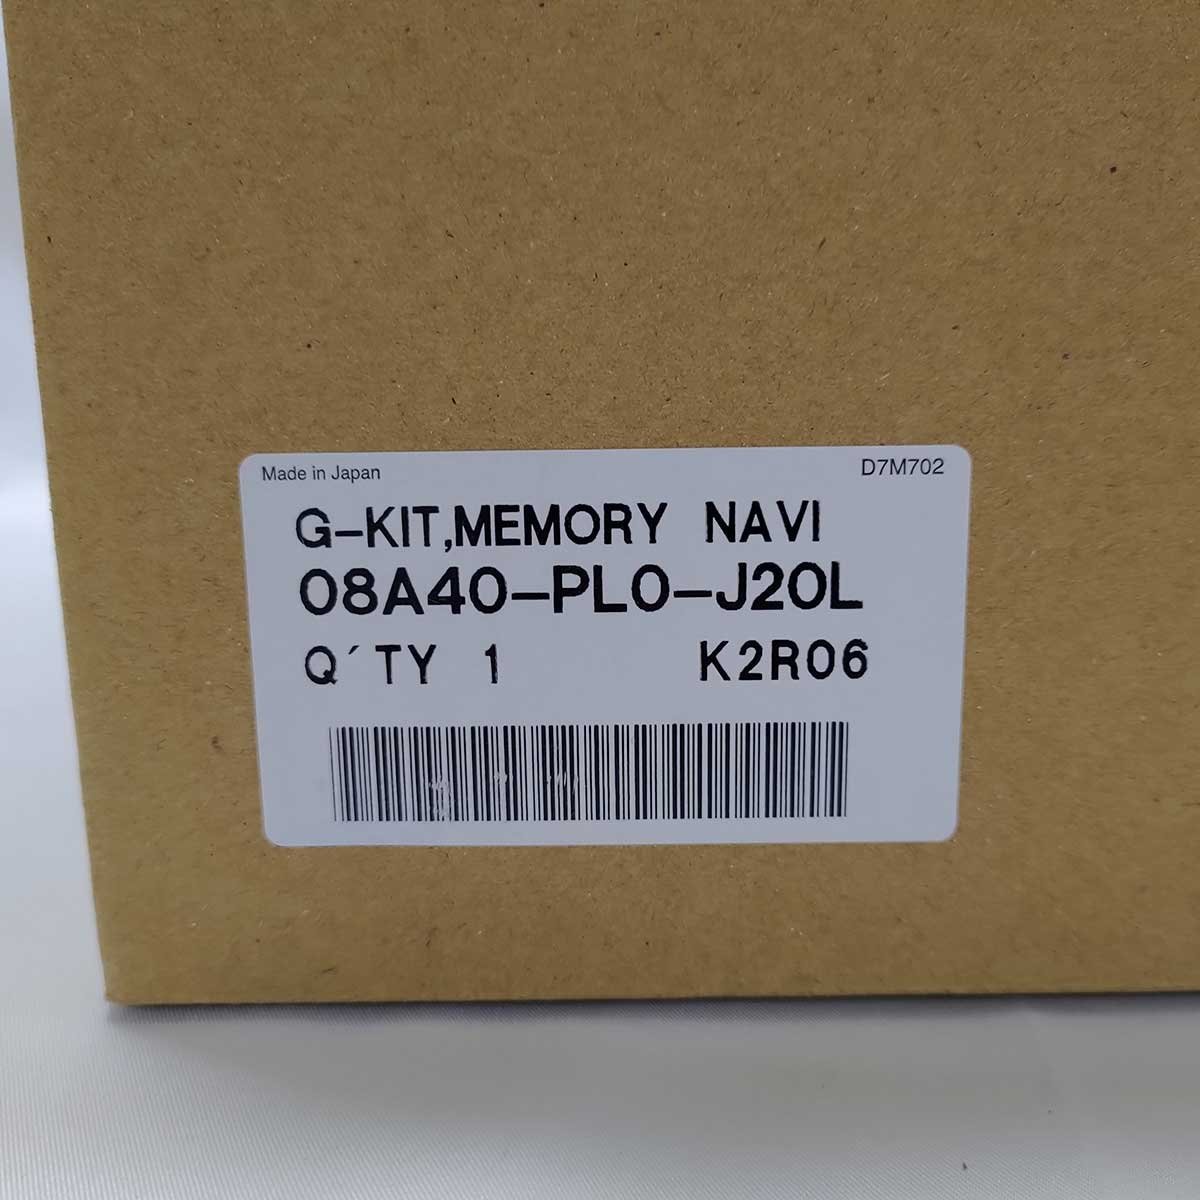 Made in Japan D7M702
G-KIT,MEMORY NAVI
08A40-PL0-J20L
Q´TY 1 K2R06